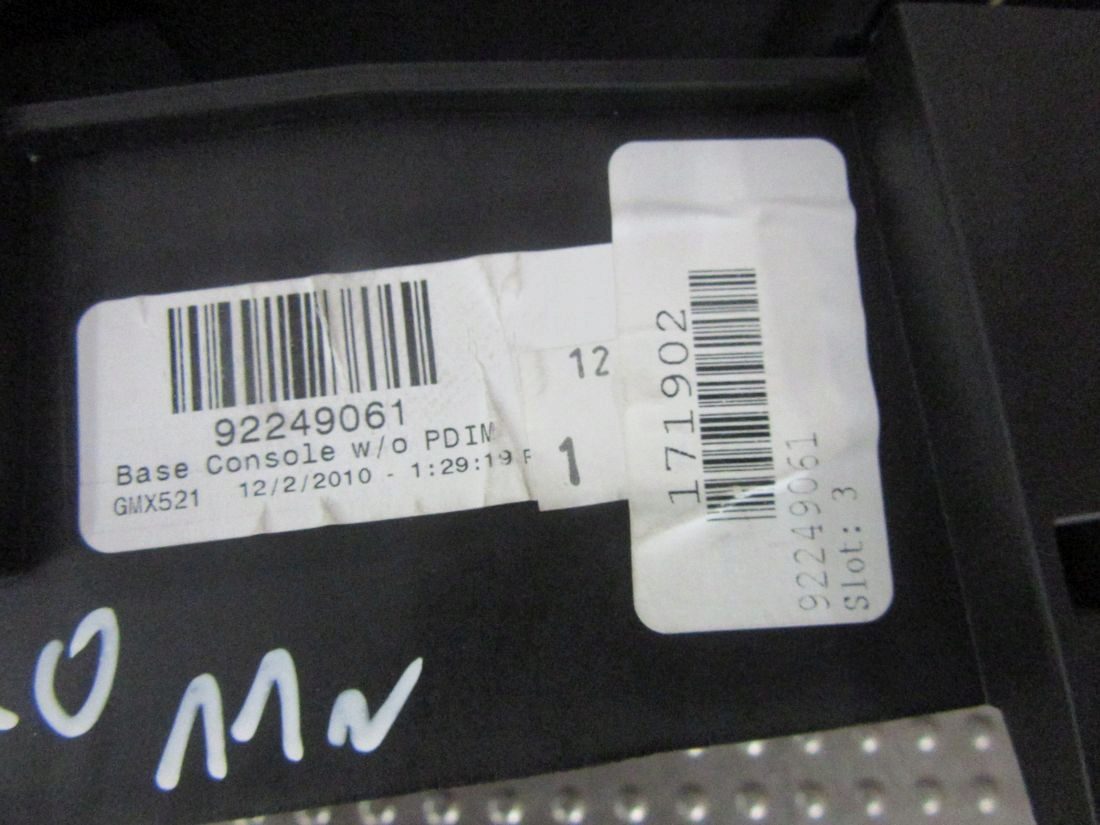 92249061
Base Console w/o PDIM
GMX521 12/2/2010 - 1:29:19 P
12
1
171902
92249061
Slot: 3